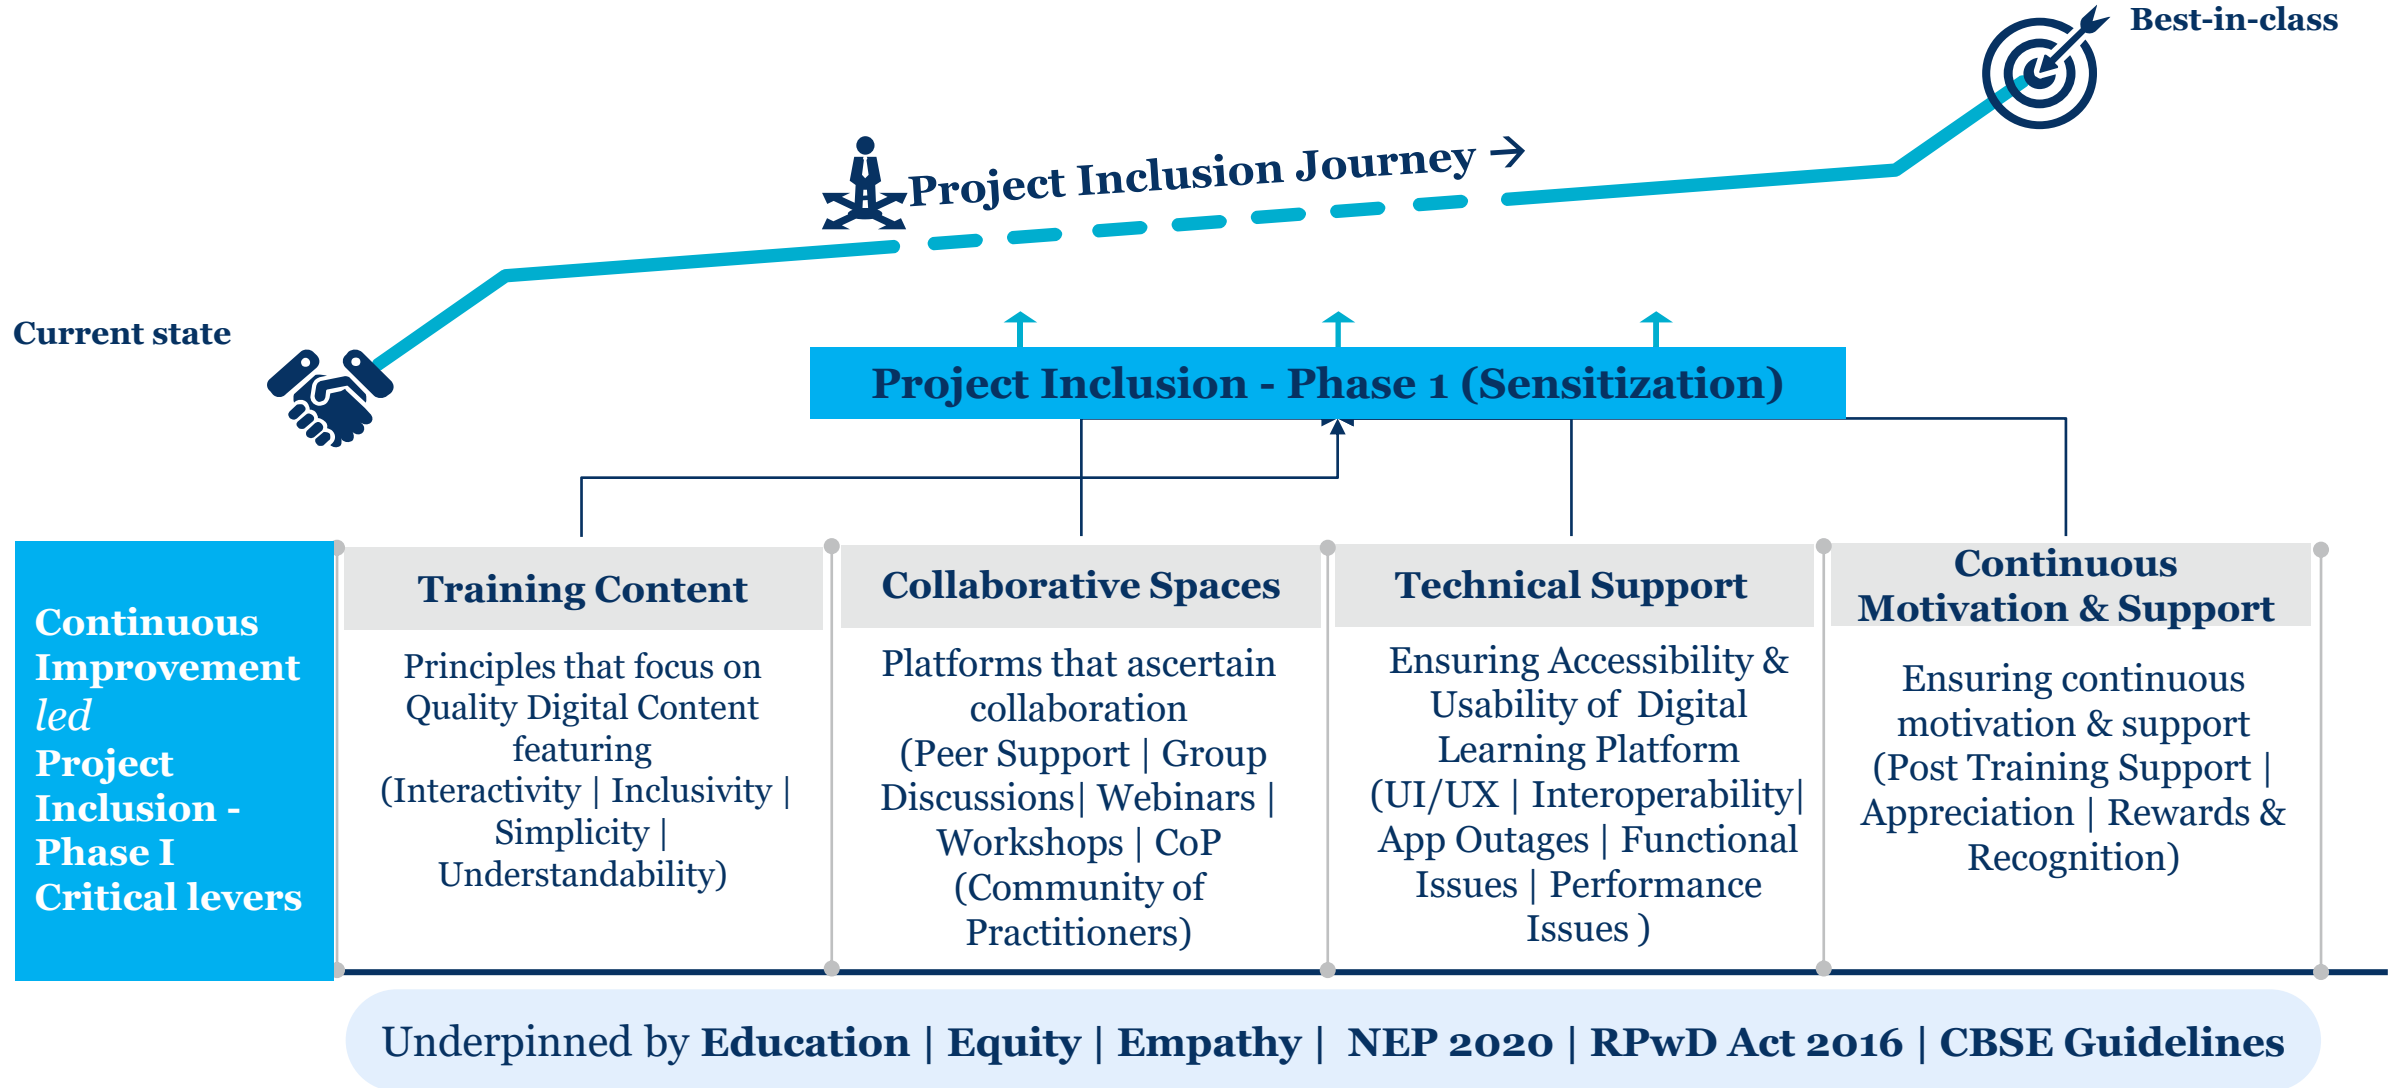 Best-in-class
Project Inclusion Journey →
Current state
Project Inclusion - Phase 1 (Sensitization)
Continuous
Improvement
led
Project
Inclusion -
Phase I
Critical levers
Training Content
Principles that focus on
Quality Digital Content
featuring
(Interactivity | Inclusivity |
Simplicity |
Understandability)
Collaborative Spaces
Platforms that ascertain
collaboration
(Peer Support | Group
Discussions| Webinars |
Workshops | CoP
(Community of
Practitioners)
Technical Support
Ensuring Accessibility &
Usability of Digital
Learning Platform
(UI/UX | Interoperability|
App Outages | Functional
Issues | Performance
Issues )
Continuous
Motivation & Support
Ensuring continuous
motivation & support
(Post Training Support |
Appreciation | Rewards &
Recognition)
Underpinned by Education | Equity | Empathy | NEP 2020 | RPwD Act 2016 | CBSE Guidelines